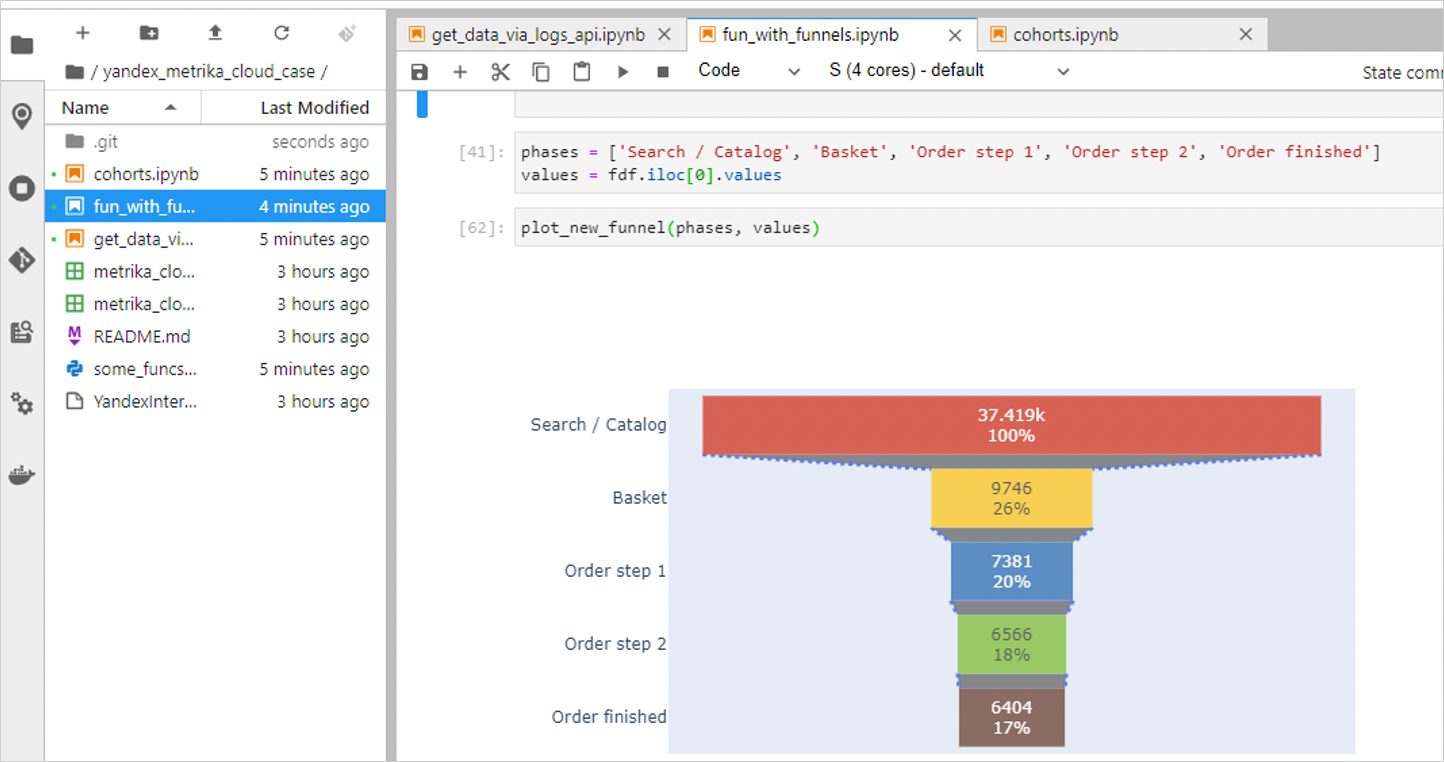 / yandex_metrika_cloud_case /
Name Last Modified
.git seconds ago
cohorts.ipynb 5 minutes ago
fun_with_fu... 4 minutes ago
get_data_vi... 5 minutes ago
metrika_clo... 3 hours ago
metrika_clo... 3 hours ago
README.md 3 hours ago
some_funcs... 5 minutes ago
YandexInter... 3 hours ago
get_data_via_logs_api.ipynb
fun_with_funnels.ipynb
cohorts.ipynb
Code S (4 cores) - default State com
[41]: phases = ['Search / Catalog', 'Basket', 'Order step 1', 'Order step 2', 'Order finished']
values = fdf.iloc[0].values
[62]: plot_new_funnel(phases, values)
Search / Catalog
37.419k
100%
Basket
9746
26%
Order step 1
7381
20%
Order step 2
6566
18%
Order finished
6404
17%